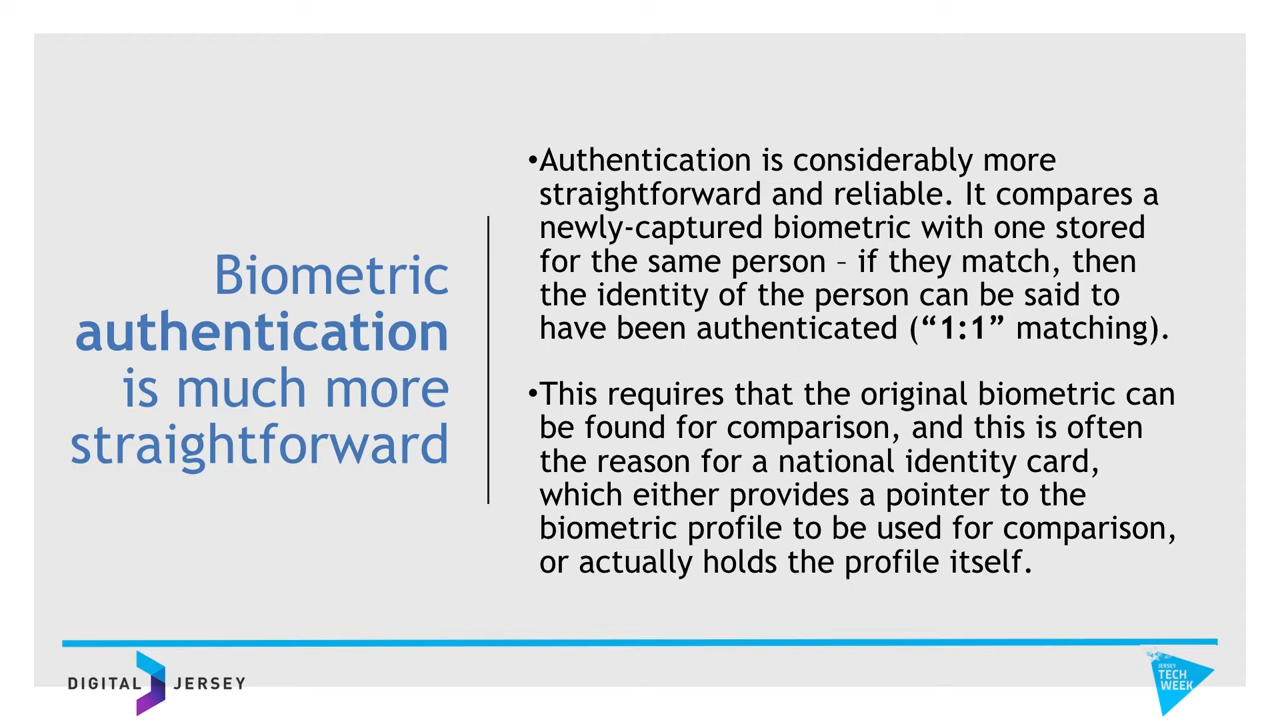 Biometric
authentication
is much more
straightforward
•Authentication is considerably more
straightforward and reliable. It compares a
newly-captured biometric with one stored
for the same person – if they match, then
the identity of the person can be said to
have been authenticated (“1:1” matching).
•This requires that the original biometric can
be found for comparison, and this is often
the reason for a national identity card,
which either provides a pointer to the
biometric profile to be used for comparison,
or actually holds the profile itself.
DIGITAL JERSEY
JERSEY
TECH
WEEK